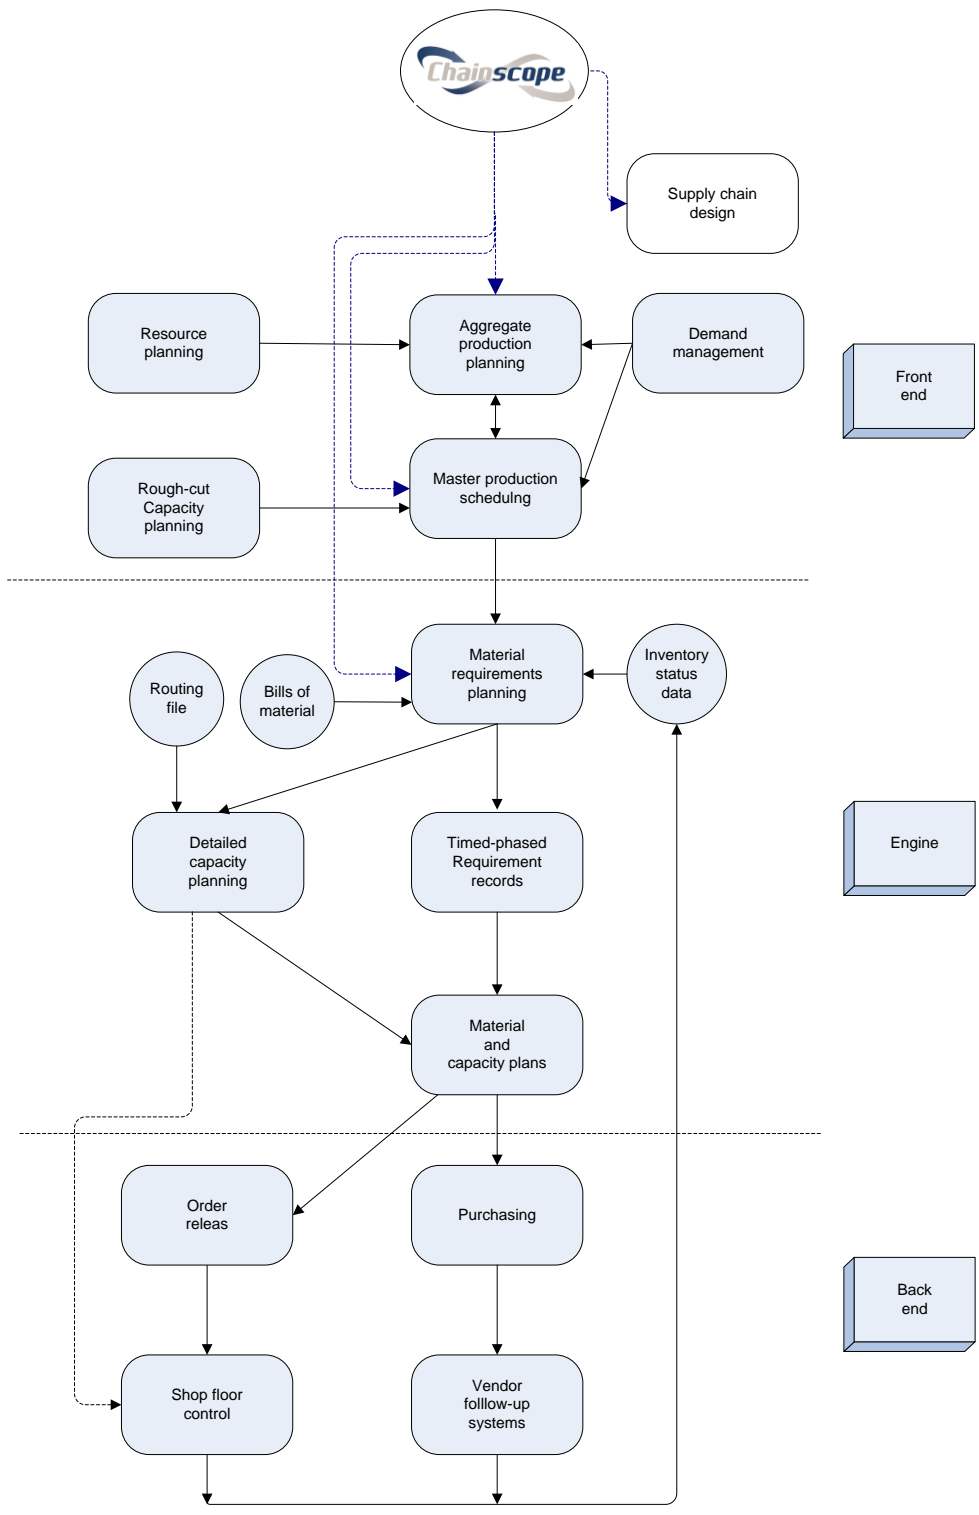 Chainscope
Supply chain
design
Resource
planning
Aggregate
production
planning
Demand
management
Front
end
Rough-cut
Capacity
planning
Master production
schedulng
Routing
file
Bills of
material
Material
requirements
planning
Inventory
status
data
Detailed
capacity
planning
Timed-phased
Requirement
records
Engine
Material
and
capacity plans
Order
releas
Purchasing
Back
end
Shop floor
control
Vendor
folllow-up
systems